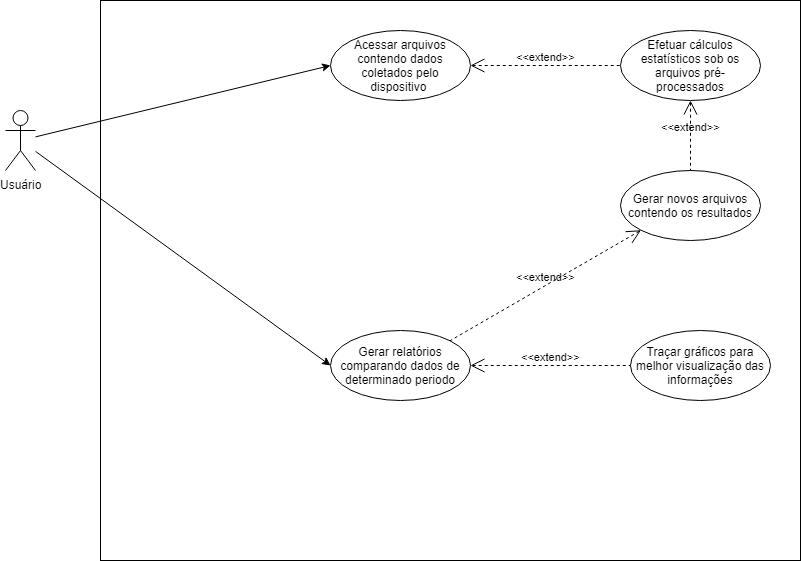 Acessar arquivos
contendo dados
coletados pelo
dispositivo
<<extend>>
Efetuar cálculos
estatísticos sob os
arquivos pré-
processados
<<extend>>
Usuário
Gerar novos arquivos
contendo os resultados
<<extend>>
Gerar relatórios
comparando dados de
determinado periodo
<<extend>>
Traçar gráficos para
melhor visualização das
informações